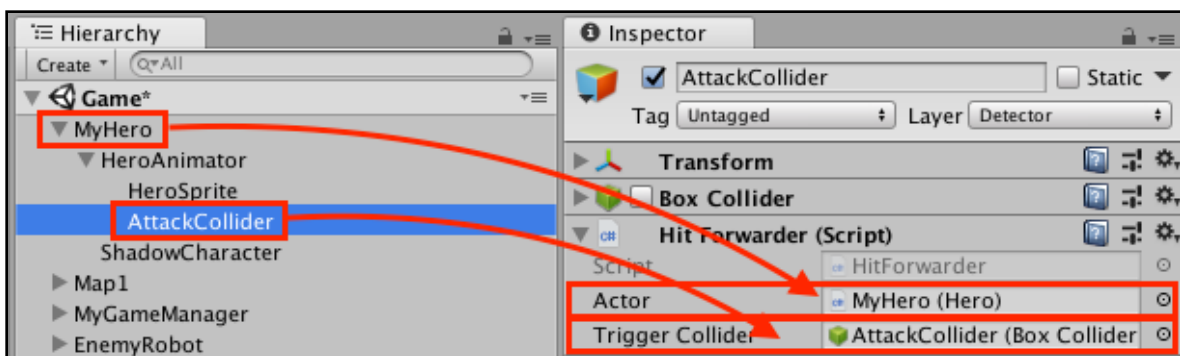 Hierarchy
Create
All
Game*
MyHero
HeroAnimator
HeroSprite
AttackCollider
ShadowCharacter
Map1
MyGameManager
EnemyRobot
Inspector
AttackCollider Static
Tag Untagged Layer Detector
Transform
Box Collider
C# Hit Forwarder (Script)
Script HitForwarder
Actor MyHero (Hero)
Trigger Collider AttackCollider (Box Collider